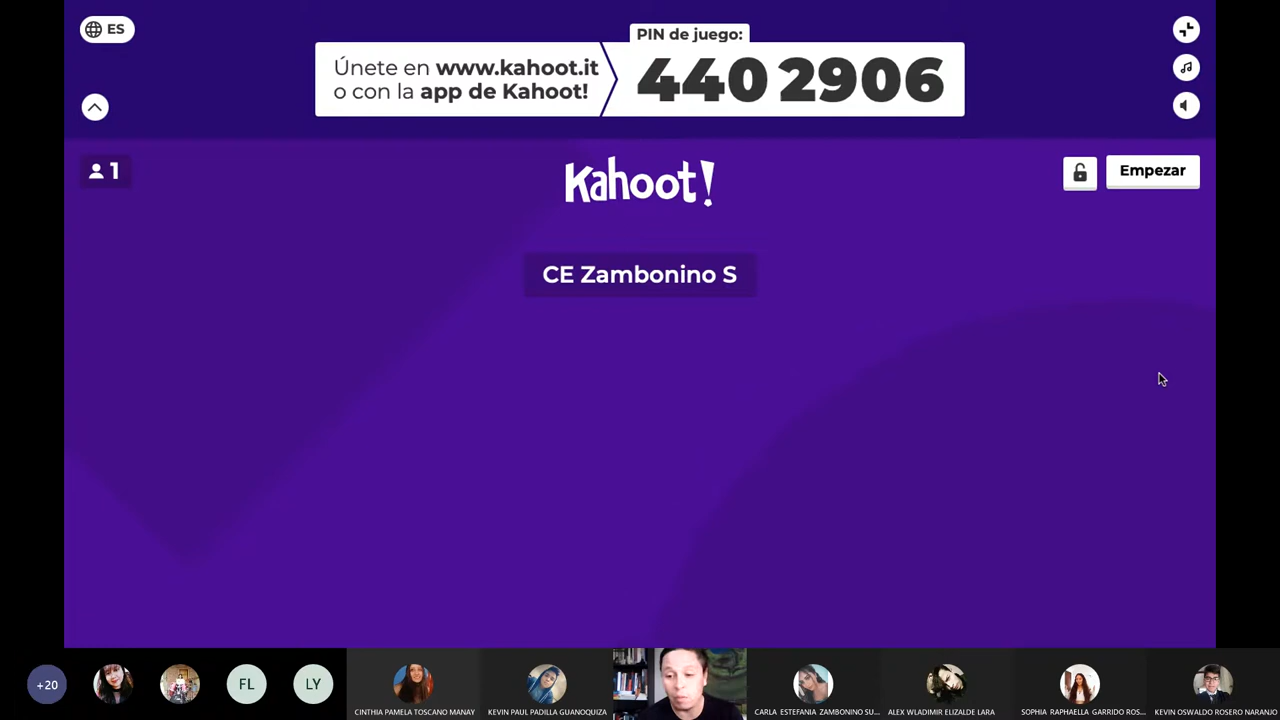 ES
PIN de juego:
Únete en www.kahoot.it
o con la app de Kahoot!
440 2906
1
Kahoot!
Empezar
CE Zambonino S
+20
FL
LY
CINTHIA PAMELA TOSCANO MANAY
KEVIN PAUL PADILLA GUANOQUIZA
CARLA ESTEFANIA ZAMBONINO SU...
ALEX WLADIMIR ELIZALDE LARA
SOPHIA RAPHAELLA GARRIDO ROS...
KEVIN OSWALDO ROSERO NARANJO